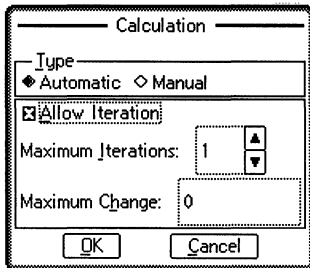 Calculation
Type
Automatic Manual
Allow Iteration
Maximum Iterations: 1
Maximum Change: 0
OK Cancel